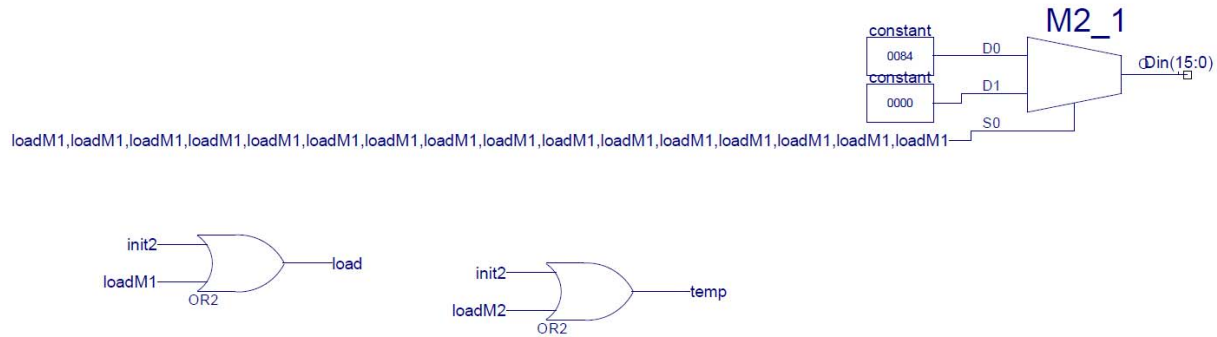 M2_1
constant
0084
D0
Din(15:0)
constant
0000
D1
S0
loadM1,loadM1,loadM1,loadM1,loadM1,loadM1,loadM1,loadM1,loadM1,loadM1,loadM1,loadM1,loadM1,loadM1,loadM1,loadM1
init2
load
loadM1
OR2
init2
temp
loadM2
OR2